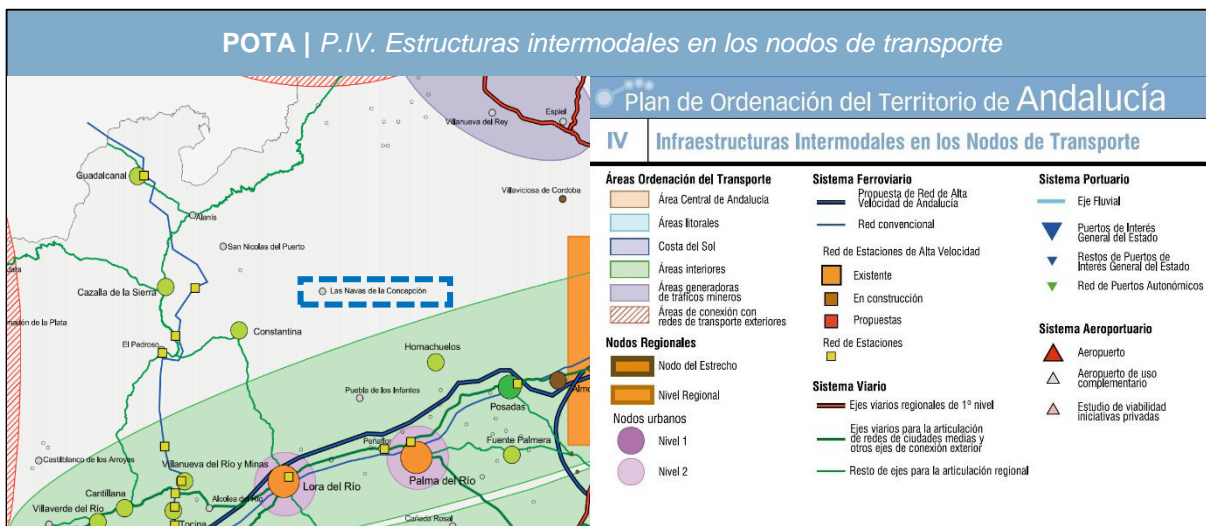 POTA | P.IV. Estructuras intermodales en los nodos de transporte
Villanueva del Rey
Espiel
Guadalcanal
Alanís
Villaviciosa de Cordoba
San Nicolas del Puerto
Cazalla de la Sierra
Las Navas de la Concepción
Constantina
El Pedroso
Hornachuelos
Puebla de los Infantes
Posadas
Peñaflor
Fuente Palmera
Castilblanco de los Arroyos
Villanueva del Río y Minas
Lora del Río
Palma del Río
Cantillana
Alcolea del Río
Villaverde del Río
Tocina
Cañada Rosal
Plan de Ordenación del Territorio de Andalucía
IV Infraestructuras Intermodales en los Nodos de Transporte
Áreas Ordenación del Transporte
Área Central de Andalucía
Áreas litorales
Costa del Sol
Áreas interiores
Áreas generadoras
de tráficos mineros
Áreas de conexión con
redes de transporte exteriores
Nodos Regionales
Nodo del Estrecho
Nivel Regional
Nodos urbanos
Nivel 1
Nivel 2
Sistema Ferroviario
Propuesta de Red de Alta
Velocidad de Andalucía
Red convencional
Red de Estaciones de Alta Velocidad
Existente
En construcción
Propuestas
Red de Estaciones
Sistema Viario
Ejes viarios regionales de 1º nivel
Ejes viarios para la articulación
de redes de ciudades medias y
otros ejes de conexión exterior
Resto de ejes para la articulación regional
Sistema Portuario
Eje Fluvial
Puertos de Interés
General del Estado
Restos de Puertos de
Interés General del Estado
Red de Puertos Autonómicos
Sistema Aeroportuario
Aeropuerto
Aeropuerto de uso
complementario
Estudio de viabilidad
iniciativas privadas